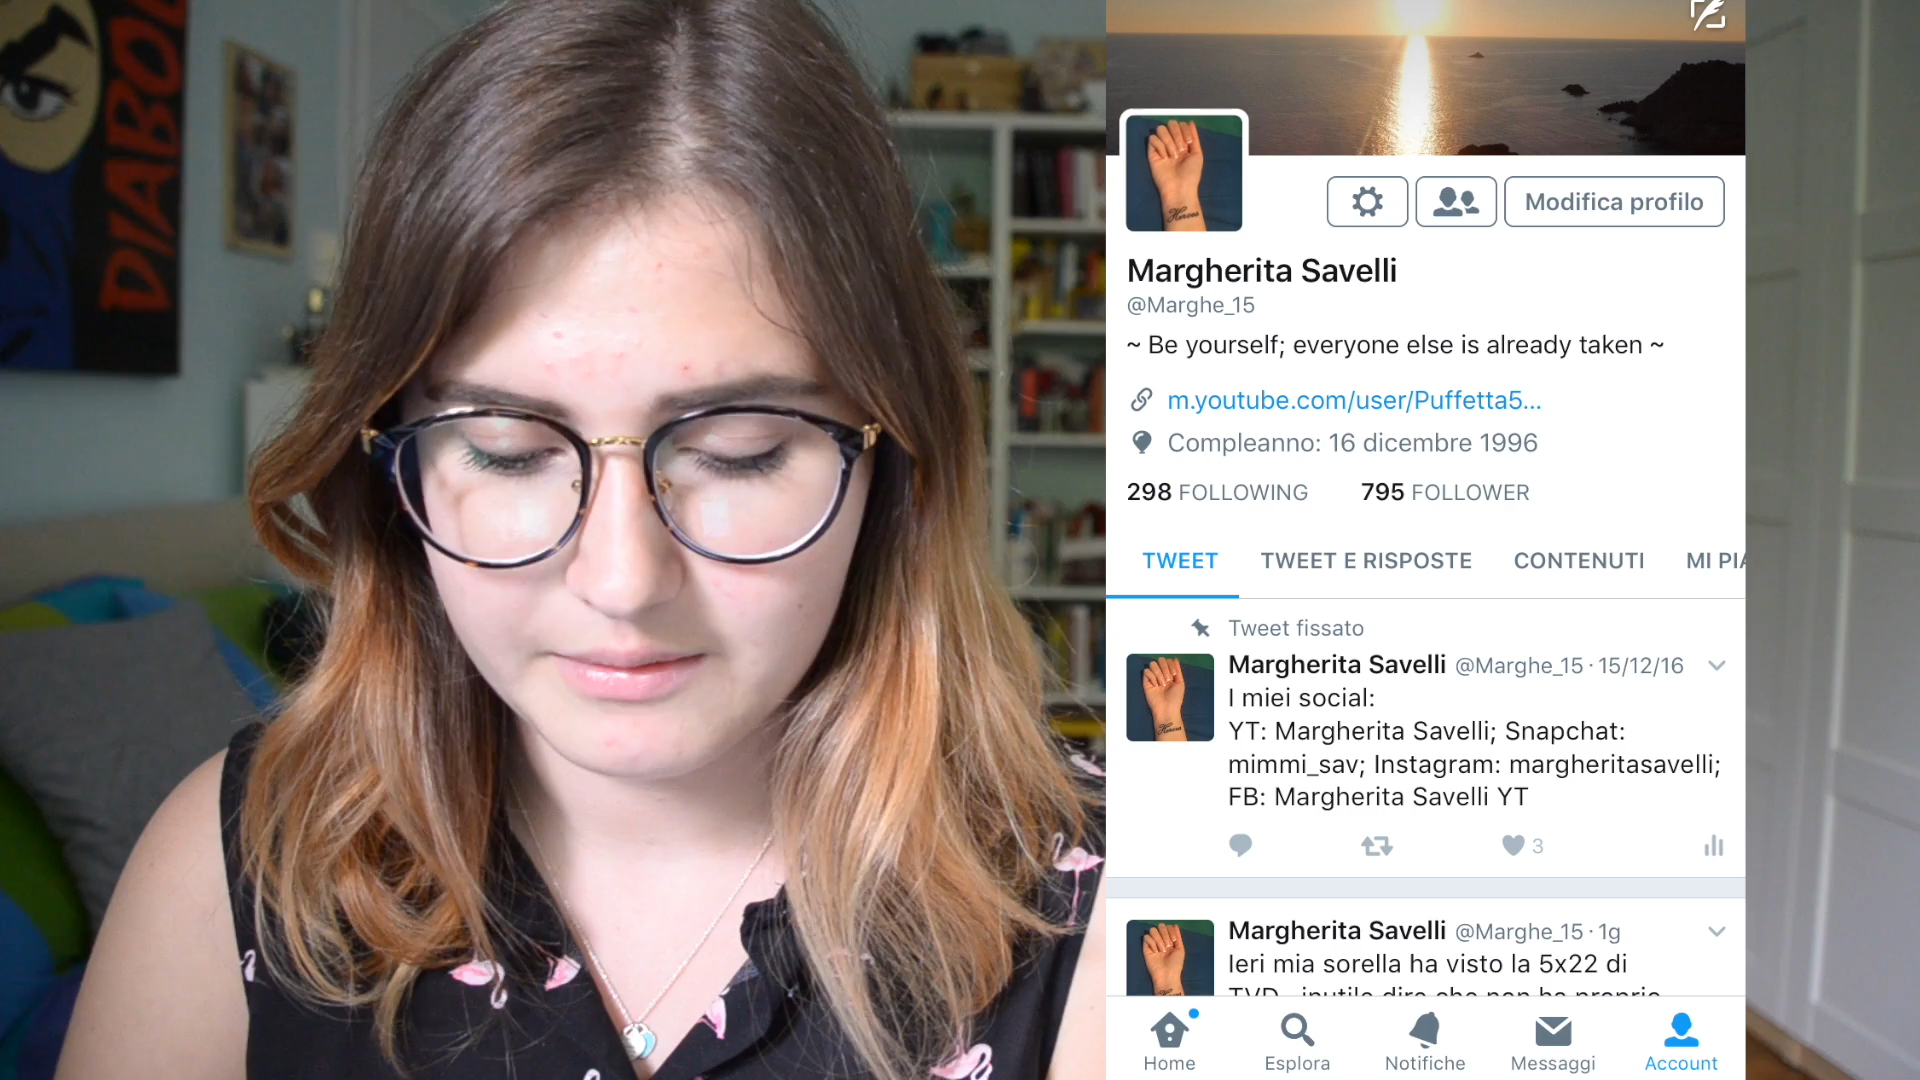 DIABOL
Modifica profilo
Margherita Savelli
@Marghe_15
~ Be yourself; everyone else is already taken ~
m.youtube.com/user/Puffetta5...
Compleanno: 16 dicembre 1996
298 FOLLOWING 795 FOLLOWER
TWEET TWEET E RISPOSTE CONTENUTI MI PIA
Tweet fissato
Margherita Savelli @Marghe_15 · 15/12/16
I miei social:
YT: Margherita Savelli; Snapchat:
mimmi_sav; Instagram: margheritasavelli;
FB: Margherita Savelli YT
3
Margherita Savelli @Marghe_15 · 1g
Ieri mia sorella ha visto la 5x22 di
TVD
Home Esplora Notifiche Messaggi Account